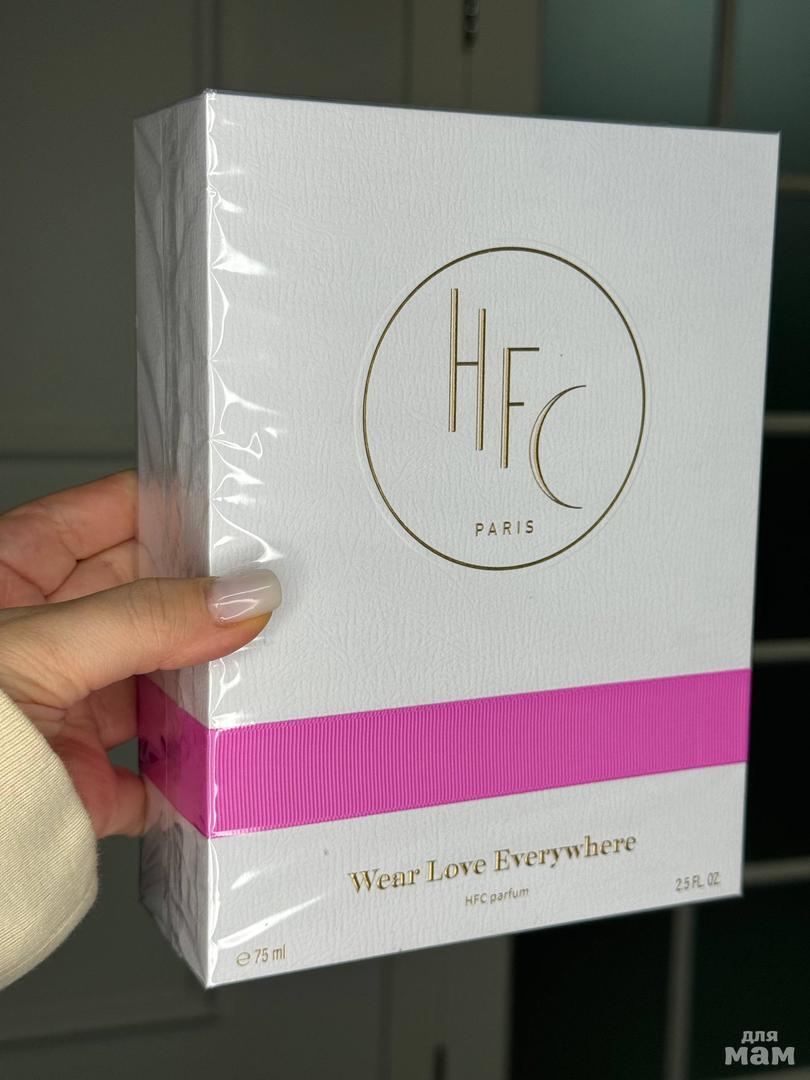 HFC
PARIS
Wear Love Everywhere
HFC parfum
℮ 75 ml
2.5 FL. OZ.
для
мам